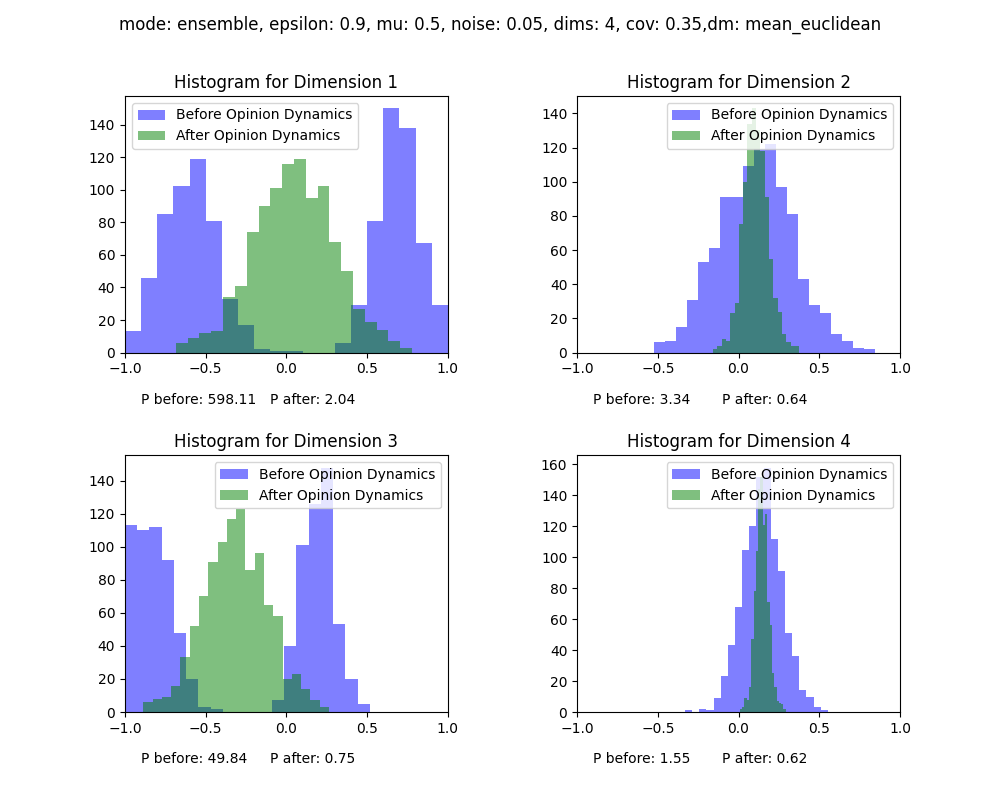 mode: ensemble, epsilon: 0.9, mu: 0.5, noise: 0.05, dims: 4, cov: 0.35,dm: mean_euclidean
Histogram for Dimension 1
Before Opinion Dynamics
After Opinion Dynamics
140
120
100
80
60
40
20
0
−1.0 −0.5 0.0 0.5 1.0
P before: 598.11 P after: 2.04
Histogram for Dimension 2
Before Opinion Dynamics
After Opinion Dynamics
140
120
100
80
60
40
20
0
−1.0 −0.5 0.0 0.5 1.0
P before: 3.34 P after: 0.64
Histogram for Dimension 3
Before Opinion Dynamics
After Opinion Dynamics
140
120
100
80
60
40
20
0
−1.0 −0.5 0.0 0.5 1.0
P before: 49.84 P after: 0.75
Histogram for Dimension 4
Before Opinion Dynamics
After Opinion Dynamics
160
140
120
100
80
60
40
20
0
−1.0 −0.5 0.0 0.5 1.0
P before: 1.55 P after: 0.62